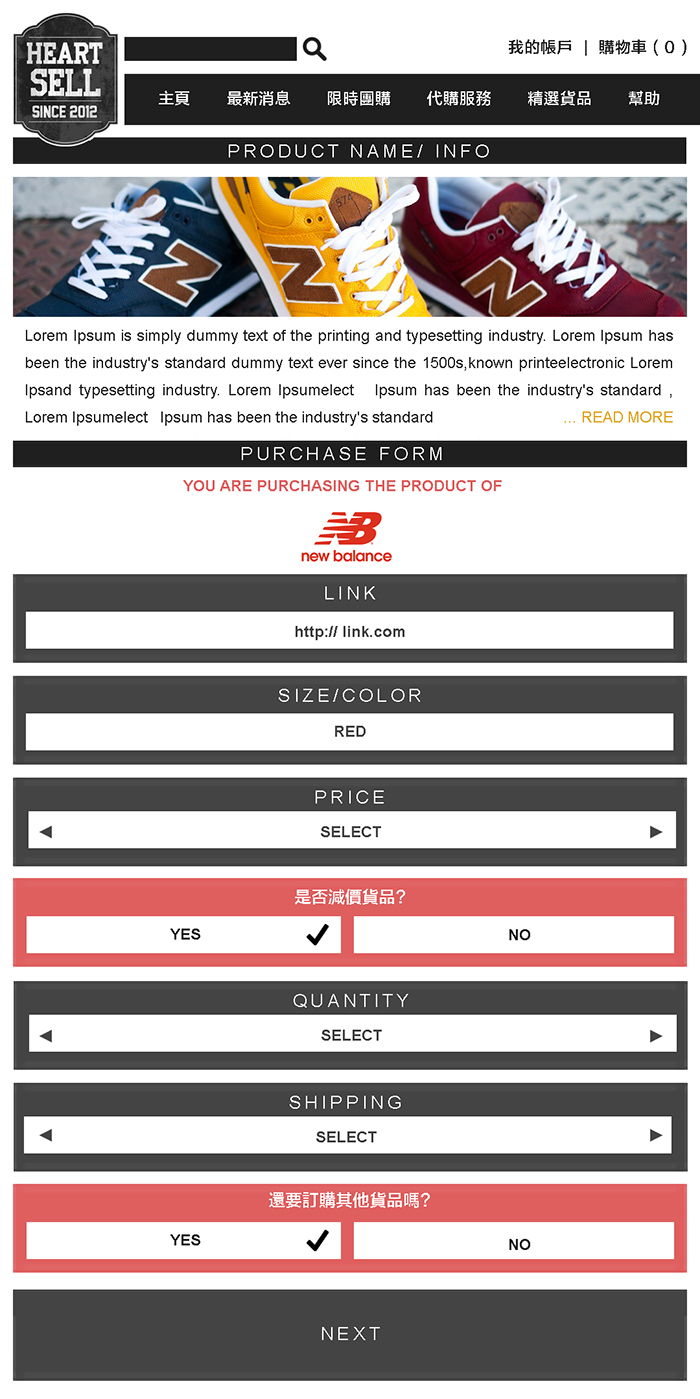 HEART
SELL
SINCE 2012
我的帳戶 | 購物車 ( 0 )
主頁 最新消息 限時團購 代購服務 精選貨品 幫助
PRODUCT NAME/ INFO
574
N N N
Lorem Ipsum is simply dummy text of the printing and typesetting industry. Lorem Ipsum has
been the industry's standard dummy text ever since the 1500s,known printeelectronic Lorem
Ipsand typesetting industry. Lorem Ipsumelect Ipsum has been the industry's standard ,
Lorem Ipsumelect Ipsum has been the industry's standard ... READ MORE
PURCHASE FORM
YOU ARE PURCHASING THE PRODUCT OF
NB
new balance
LINK
http:// link.com
SIZE/COLOR
RED
PRICE
SELECT
是否減價貨品?
YES NO
QUANTITY
SELECT
SHIPPING
SELECT
還要訂購其他貨品嗎?
YES NO
NEXT